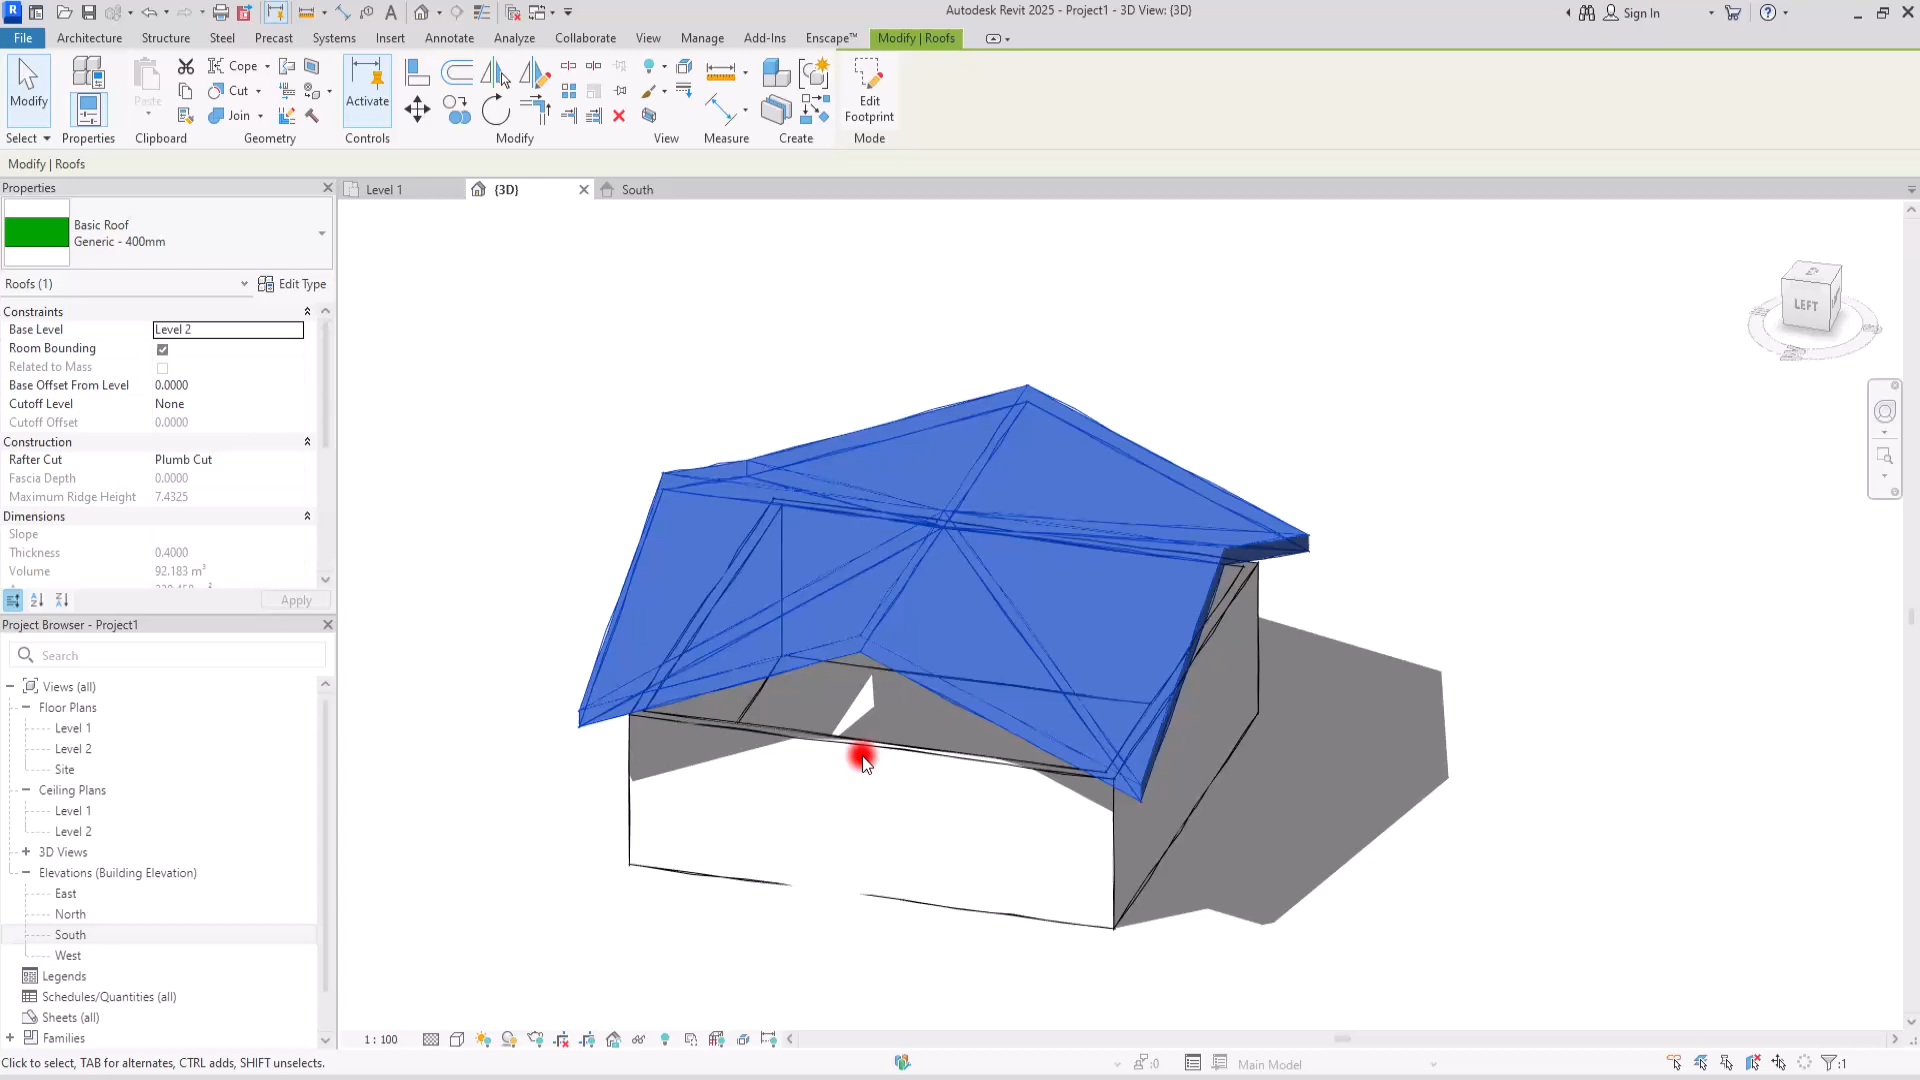 R
Autodesk Revit 2025 - Project1 - 3D View: {3D}
Sign In
File
Architecture
Structure
Steel
Precast
Systems
Insert
Annotate
Analyze
Collaborate
View
Manage
Add-Ins
Enscape™
Modify | Roofs
Modify
Paste
Cope
Cut
Join
Activate
Edit
Footprint
Select
Properties
Clipboard
Geometry
Controls
Modify
View
Measure
Create
Mode
Modify | Roofs
Properties
Level 1
{3D}
South
Basic Roof
Generic - 400mm
Roofs (1)
Edit Type
Constraints
Base Level Level 2
Room Bounding
Related to Mass
Base Offset From Level 0.0000
Cutoff Level None
Cutoff Offset 0.0000
Construction
Rafter Cut Plumb Cut
Fascia Depth 0.0000
Maximum Ridge Height 7.4325
Dimensions
Slope
Thickness 0.4000
Volume 92.183 m³
Apply
LEFT
Project Browser - Project1
Search
Views (all)
Floor Plans
Level 1
Level 2
Site
Ceiling Plans
Level 1
Level 2
3D Views
Elevations (Building Elevation)
East
North
South
West
Legends
Schedules/Quantities (all)
Sheets (all)
Families
1 : 100
Click to select, TAB for alternates, CTRL adds, SHIFT unselects.
:0
Main Model
:1